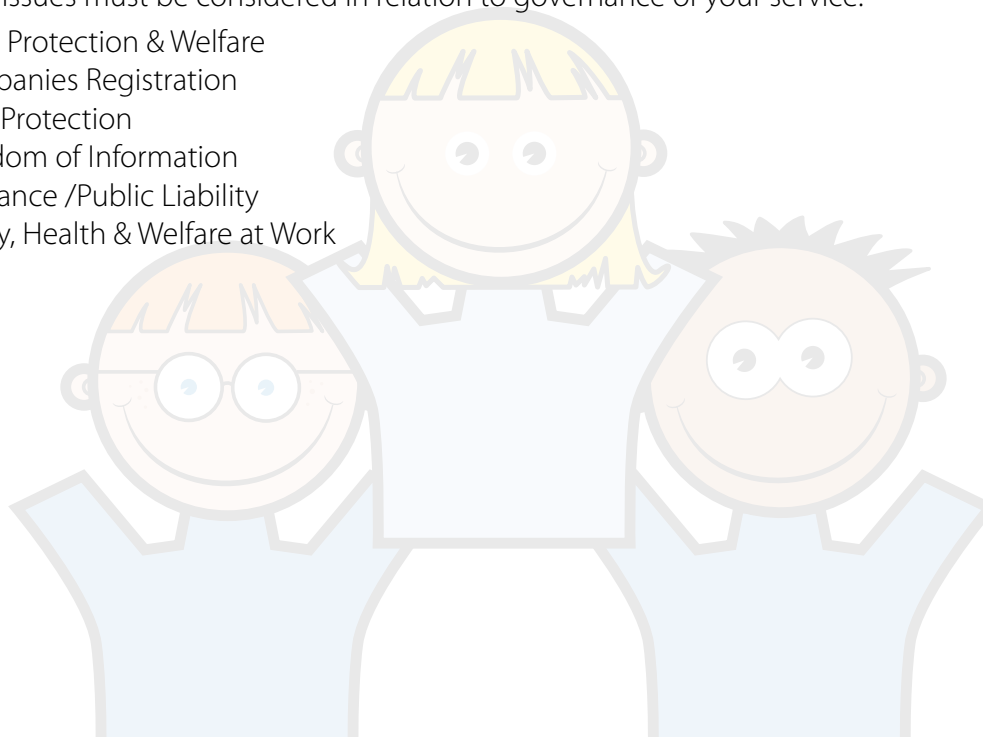 issues must be considered in relation to governance of your service:
Protection & Welfare
panies Registration
Protection
dom of Information
ance /Public Liability
y, Health & Welfare at Work